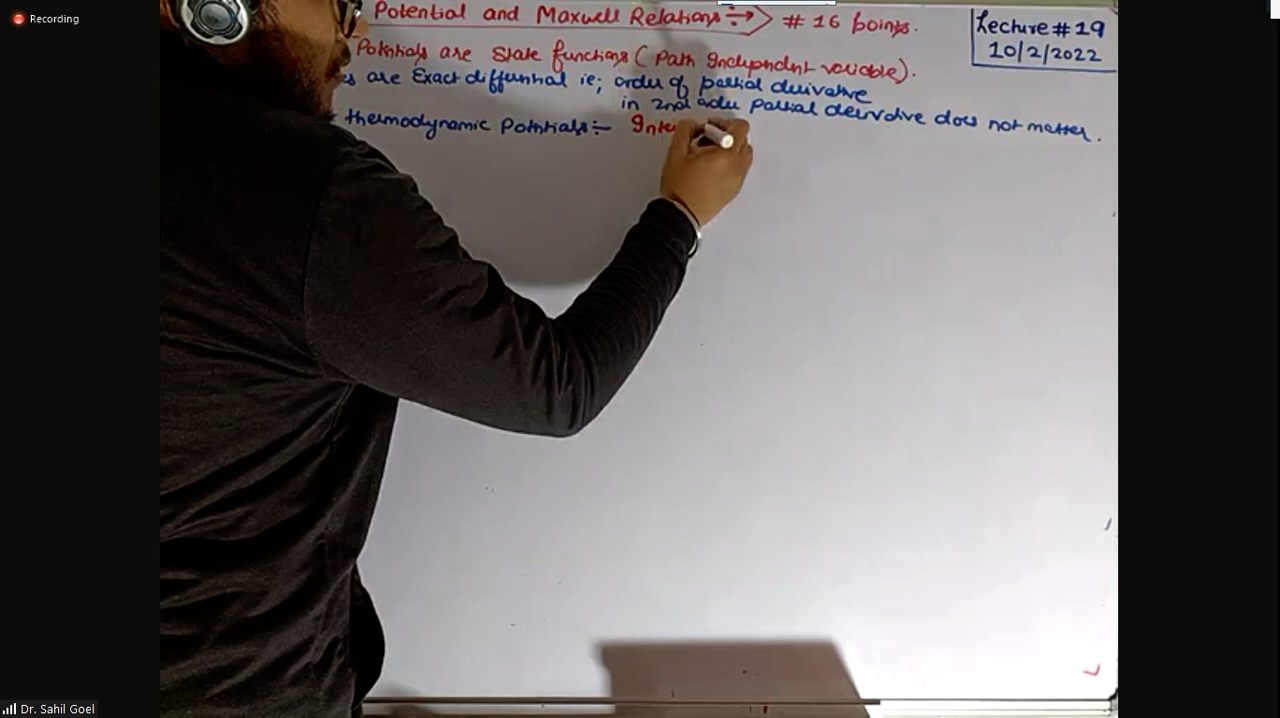 Recording
Potential and Maxwell Relations ÷→ # 16 points.
Lecture # 19
10/2/2022
Potentials are State functions ( Path Independent variable).
es are Exact differential ie; order of partial derivative
in 2nd order Partial derivative does not matter.
thermodynamic Potentials :- Inte
Dr. Sahil Goel